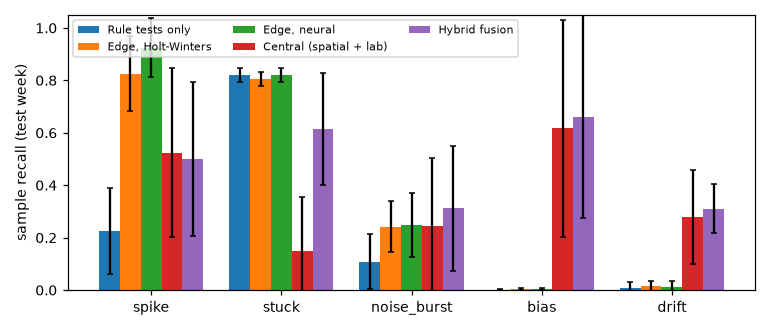 Rule tests only
Edge, Holt-Winters
Edge, neural
Central (spatial + lab)
Hybrid fusion
sample recall (test week)
1.0
0.8
0.6
0.4
0.2
0.0
spike
stuck
noise_burst
bias
drift